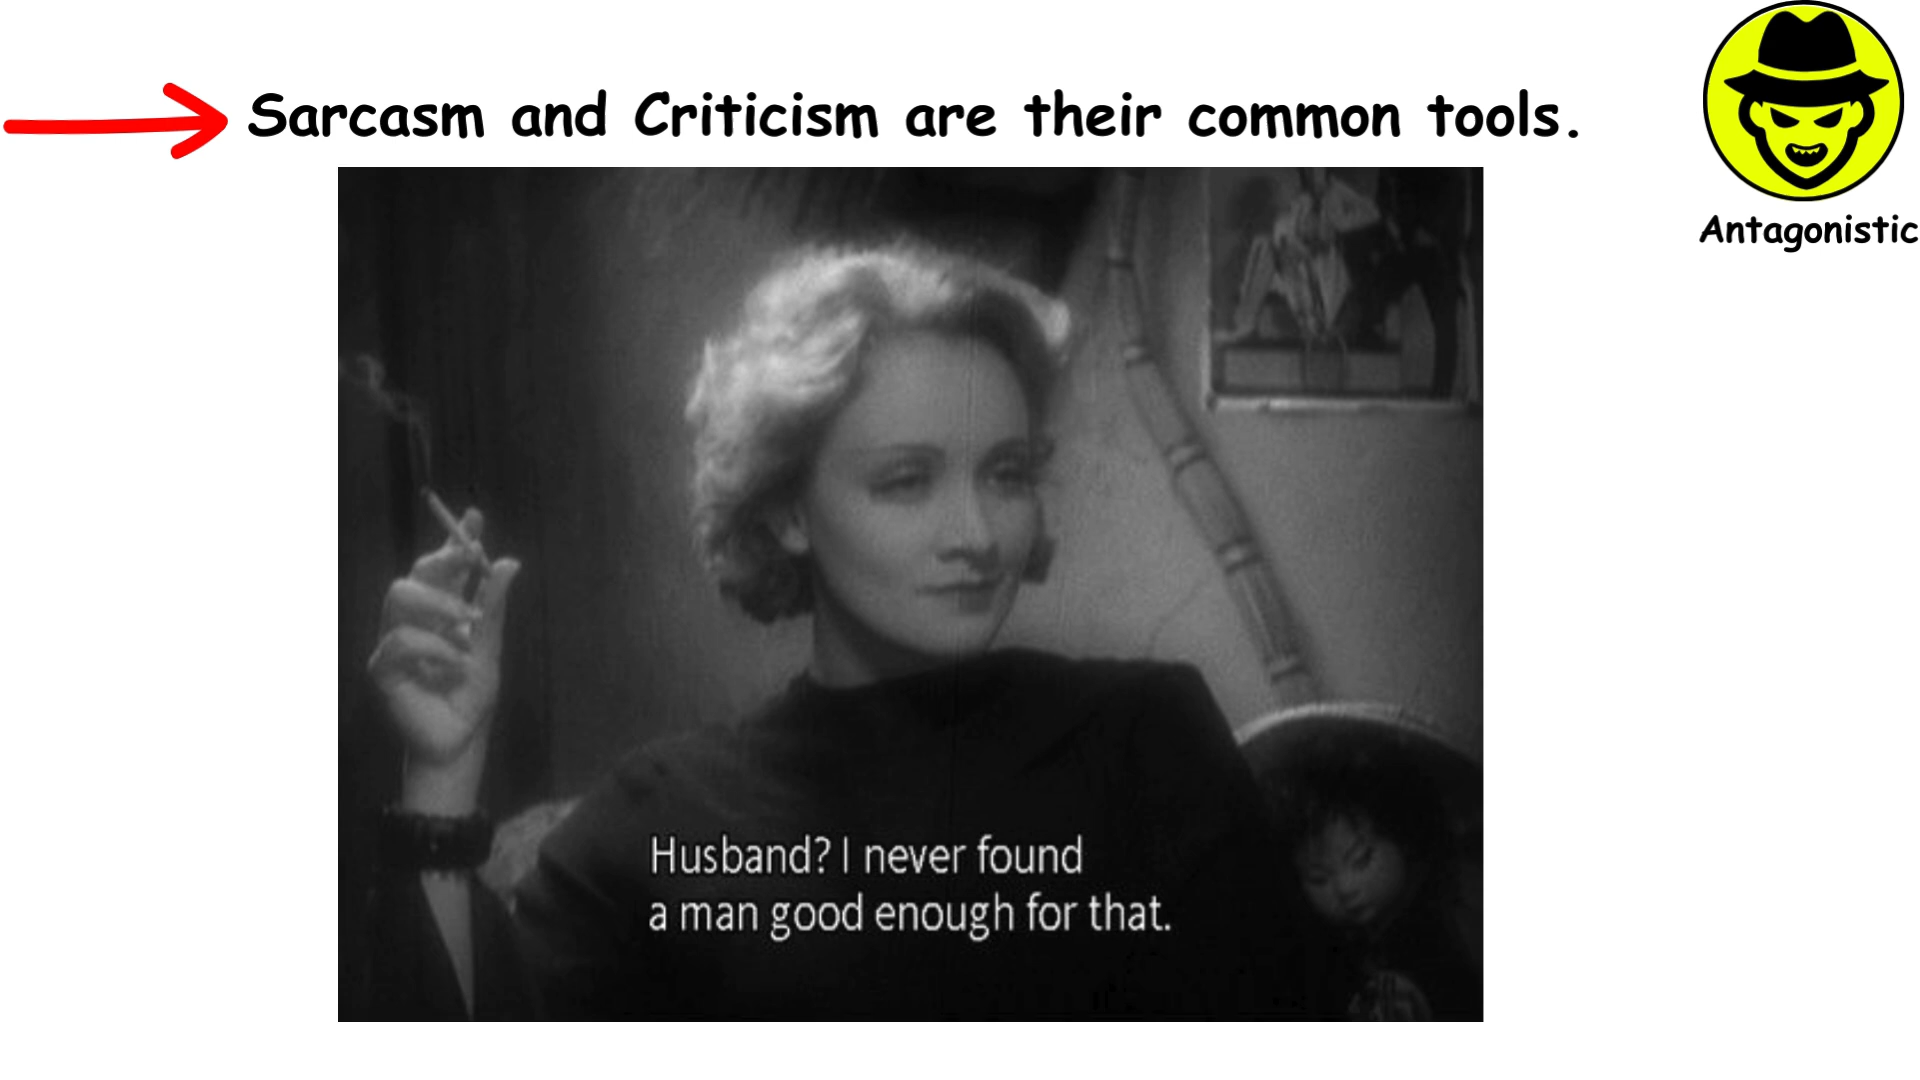 Sarcasm and Criticism are their common tools.
Antagonistic
Husband? I never found
a man good enough for that.